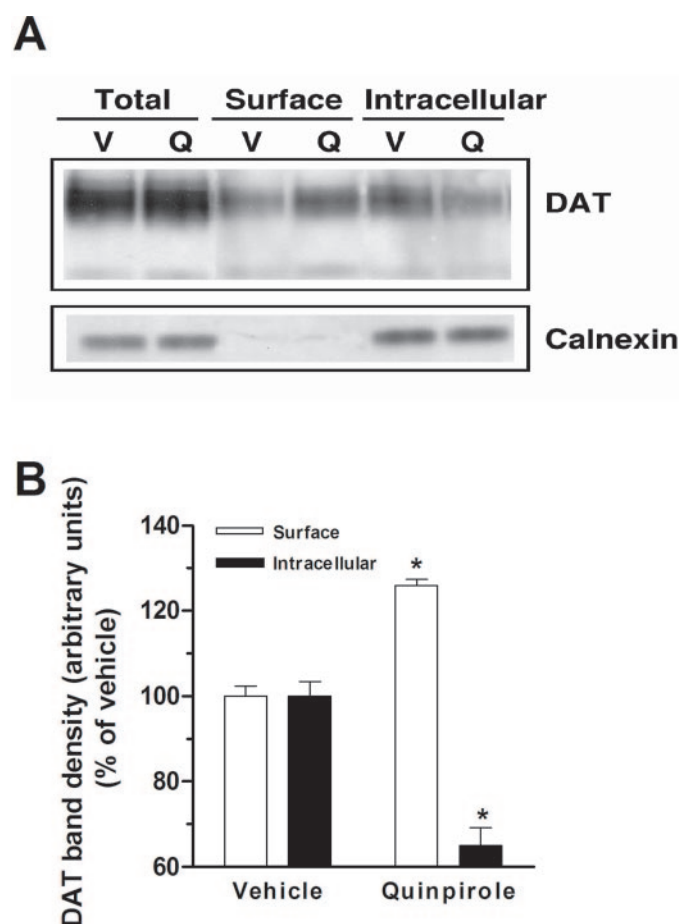 A
Total Surface Intracellular
V Q V Q V Q
DAT
Calnexin
B
DAT band density (arbitrary units)
(% of vehicle)
140
120
100
80
60
Surface
Intracellular
*
*
Vehicle Quinpirole